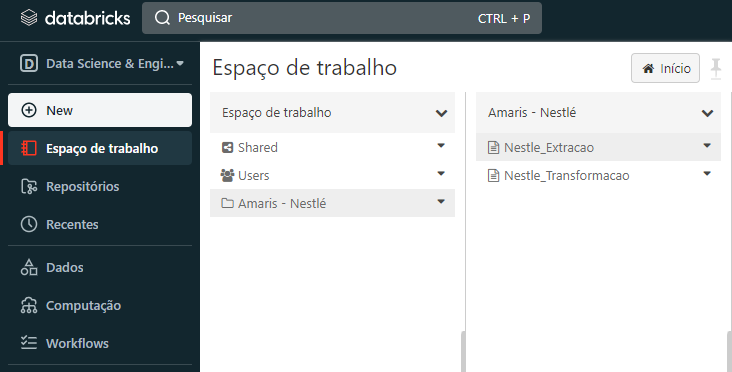 databricks
Pesquisar
CTRL + P
D
Data Science & Engi...
Espaço de trabalho
Início
New
Espaço de trabalho
Repositórios
Recentes
Dados
Computação
Workflows
Espaço de trabalho
Shared
Users
Amaris - Nestlé
Amaris - Nestlé
Nestle_Extracao
Nestle_Transformacao